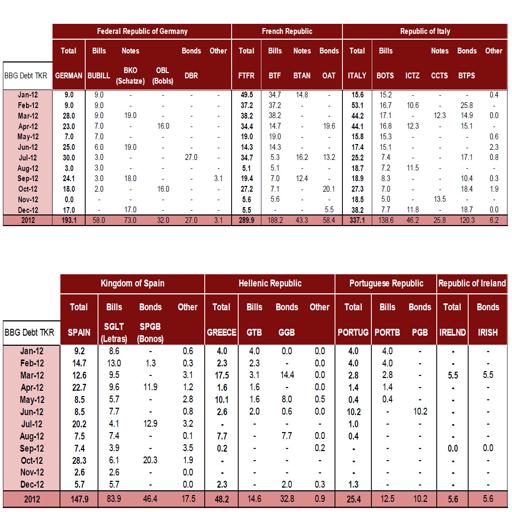 Federal Republic of Germany French Republic Republic of Italy
Total Bills Notes Bonds Other Total Bills Notes Bonds Total Bills Notes Bonds Other
BBG Debt TKR GERMAN BUBILL BKO (Schatze) OBL (Bobls) DBR FTFR BTF BTAN OAT ITALY BOTS ICTZ CCTS BTPS
Jan-12 9.0 9.0 - - - - 49.5 34.7 14.8 - 15.6 15.2 - - - 0.4
Feb-12 9.0 9.0 - - - - 37.2 37.2 - - 53.1 16.7 10.6 - 25.8 -
Mar-12 28.0 9.0 19.0 - - - 38.2 38.2 - - 44.2 17.1 - 12.3 14.9 0.0
Apr-12 23.0 7.0 - 16.0 - - 34.4 14.7 - 19.6 44.1 16.8 12.3 - 15.1 -
May-12 7.0 7.0 - - - - 19.0 19.0 - - 15.8 15.3 - - - 0.6
Jun-12 25.0 6.0 19.0 - - - 14.3 14.3 - - 17.4 15.1 - - - 2.3
Jul-12 30.0 3.0 - - 27.0 - 34.7 5.3 16.2 13.2 25.2 7.4 - - 17.1 0.8
Aug-12 3.0 3.0 - - - - 5.1 5.1 - - 18.7 7.2 11.5 - - -
Sep-12 24.1 3.0 18.0 - - 3.1 19.4 7.0 12.4 - 18.9 8.3 - - 10.4 0.3
Oct-12 18.0 2.0 - 16.0 - - 27.2 7.1 - 20.1 27.3 7.0 - - 18.4 1.9
Nov-12 0.0 - - - - - 5.6 5.6 - - 18.5 5.0 - 13.5 - -
Dec-12 17.0 - 17.0 - - - 5.5 - - 5.5 38.2 7.7 11.8 - 18.7 0.0
2012 193.1 58.0 73.0 32.0 27.0 3.1 289.9 188.2 43.3 58.4 337.1 138.6 46.2 25.8 120.3 6.2
Kingdom of Spain Hellenic Republic Portuguese Republic Republic of Ireland
Total Bills Bonds Other Total Bills Bonds Other Total Bills Bonds Total Bonds
BBG Debt TKR SPAIN SGLT (Letras) SPGB (Bonos) GREECE GTB GGB PORTUG PORTB PGB IRELND IRISH
Jan-12 9.2 8.6 - 0.6 4.0 4.0 0.0 0.0 4.0 4.0 - - -
Feb-12 14.7 13.0 1.3 0.3 2.3 2.3 - 0.0 4.0 4.0 - - -
Mar-12 12.6 9.5 - 3.1 17.5 3.1 14.4 0.0 2.8 2.8 - 5.5 5.5
Apr-12 22.7 9.6 11.9 1.2 1.6 1.6 - 0.0 1.4 1.4 - - -
May-12 8.5 5.7 - 2.8 10.1 1.6 8.0 0.5 0.4 0.4 - - -
Jun-12 8.5 7.7 - 0.8 2.6 2.0 0.6 0.0 10.2 - 10.2 - -
Jul-12 20.2 4.1 12.9 3.2 - - - - 1.0 - - - -
Aug-12 7.5 7.4 - 0.1 7.7 - 7.7 0.0 0.4 - - - -
Sep-12 7.4 3.9 - 3.5 0.2 - - 0.2 - - - 0.0 0.0
Oct-12 28.3 6.1 20.3 1.9 - - - - - - - - -
Nov-12 2.6 2.6 - 0.0 - - - - - - - - -
Dec-12 5.7 5.7 - 0.0 2.3 - 2.0 0.3 1.3 - - - -
2012 147.9 83.9 46.4 17.5 48.2 14.6 32.8 0.9 25.4 12.5 10.2 5.6 5.6